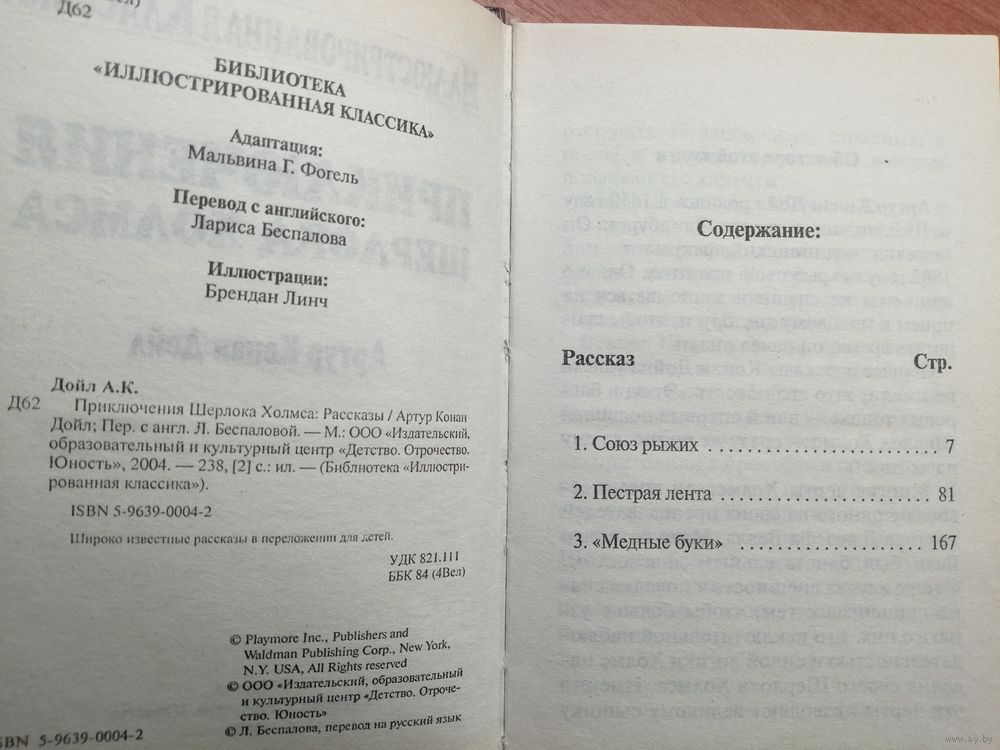 Д62
БИБЛИОТЕКА
«ИЛЛЮСТРИРОВАННАЯ КЛАССИКА»
Адаптация:
Мальвина Г. Фогель
Перевод с английского:
Лариса Беспалова
Иллюстрации:
Брендан Линч
Дойл А.К.
Д62
Приключения Шерлока Холмса: Рассказы / Артур Конан
Дойл; Пер. с англ. Л. Беспаловой. — М.: ООО «Издательский,
образовательный и культурный центр «Детство. Отрочество.
Юность», 2004. — 238, [2] с.: ил. — (Библиотека «Иллюстри-
рованная классика»).
ISBN 5-9639-0004-2
Широко известные рассказы в переложении для детей.
УДК 821.111
ББК 84 (4Вел)
© Playmore Inc., Publishers and
Waldman Publishing Corp., New York,
N.Y. USA, All Rights reserved
© ООО «Издательский, образовательный
и культурный центр «Детство. Отроче-
ство. Юность»
© Л. Беспалова, перевод на русский язык
ISBN 5-9639-0004-2
Содержание:
Рассказ Стр.
1. Союз рыжих 7
2. Пестрая лента 81
3. «Медные буки» 167
www.ay.by